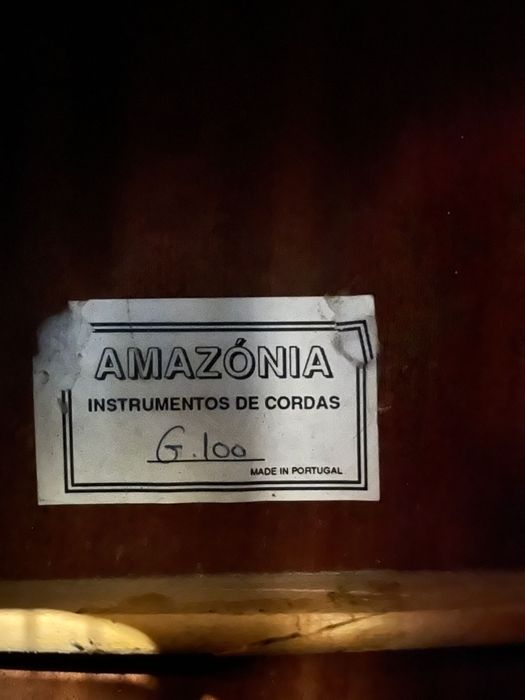 AMAZÓNIA
INSTRUMENTOS DE CORDAS
G.100
MADE IN PORTUGAL